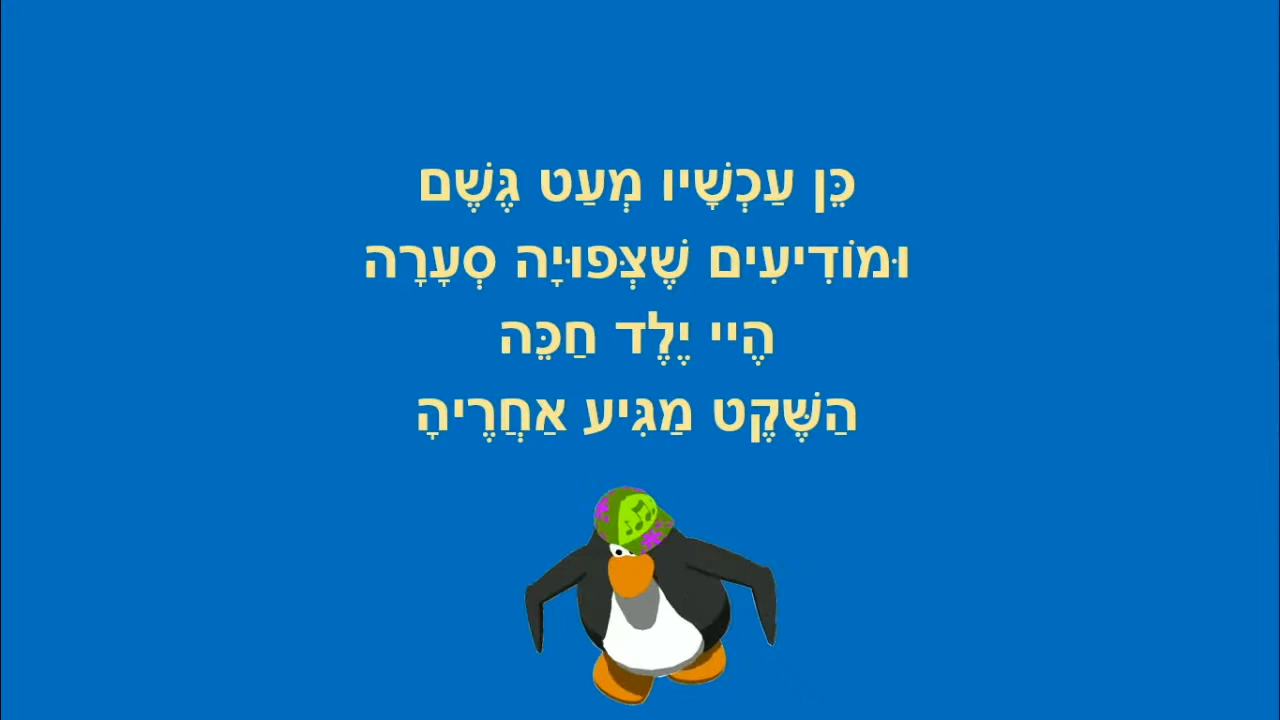 כֵּן עַכְשָׁיו מְעַט גֶּשֶׁם
וּמוֹדִיעִים שֶׁצְּפוּיָה סְעָרָה
הֶיי יֶלֶד חַכֵּה
הַשֶּׁקֶט מַגִּיע אַחֲרֶיהָ